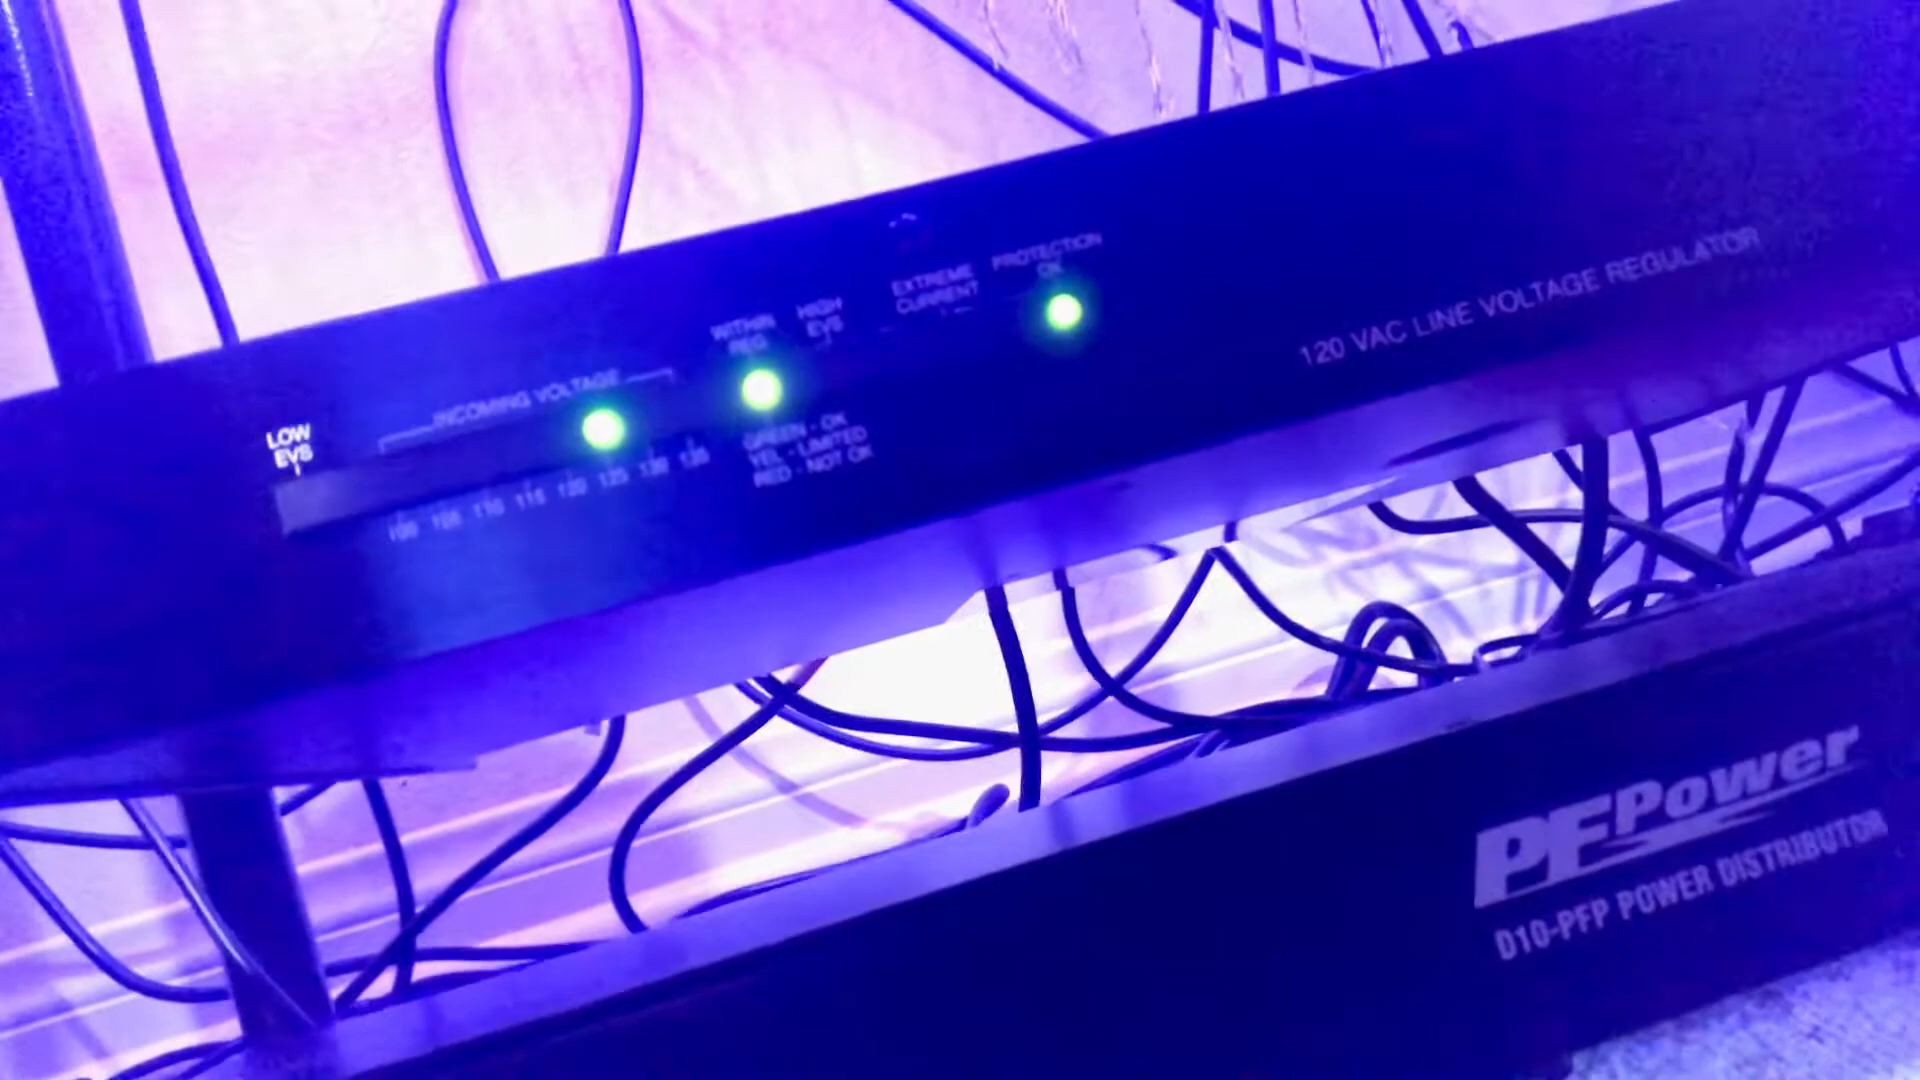 LOW
EVS
INCOMING VOLTAGE
100 105 110 115 120 125 130 135
WITHIN
REG
HIGH
EVS
GREEN - OK
YEL - LIMITED
RED - NOT OK
EXTREME
CURRENT
PROTECTION
OK
120 VAC LINE VOLTAGE REGULATOR
PFPower
D10-PFP POWER DISTRIBUTOR